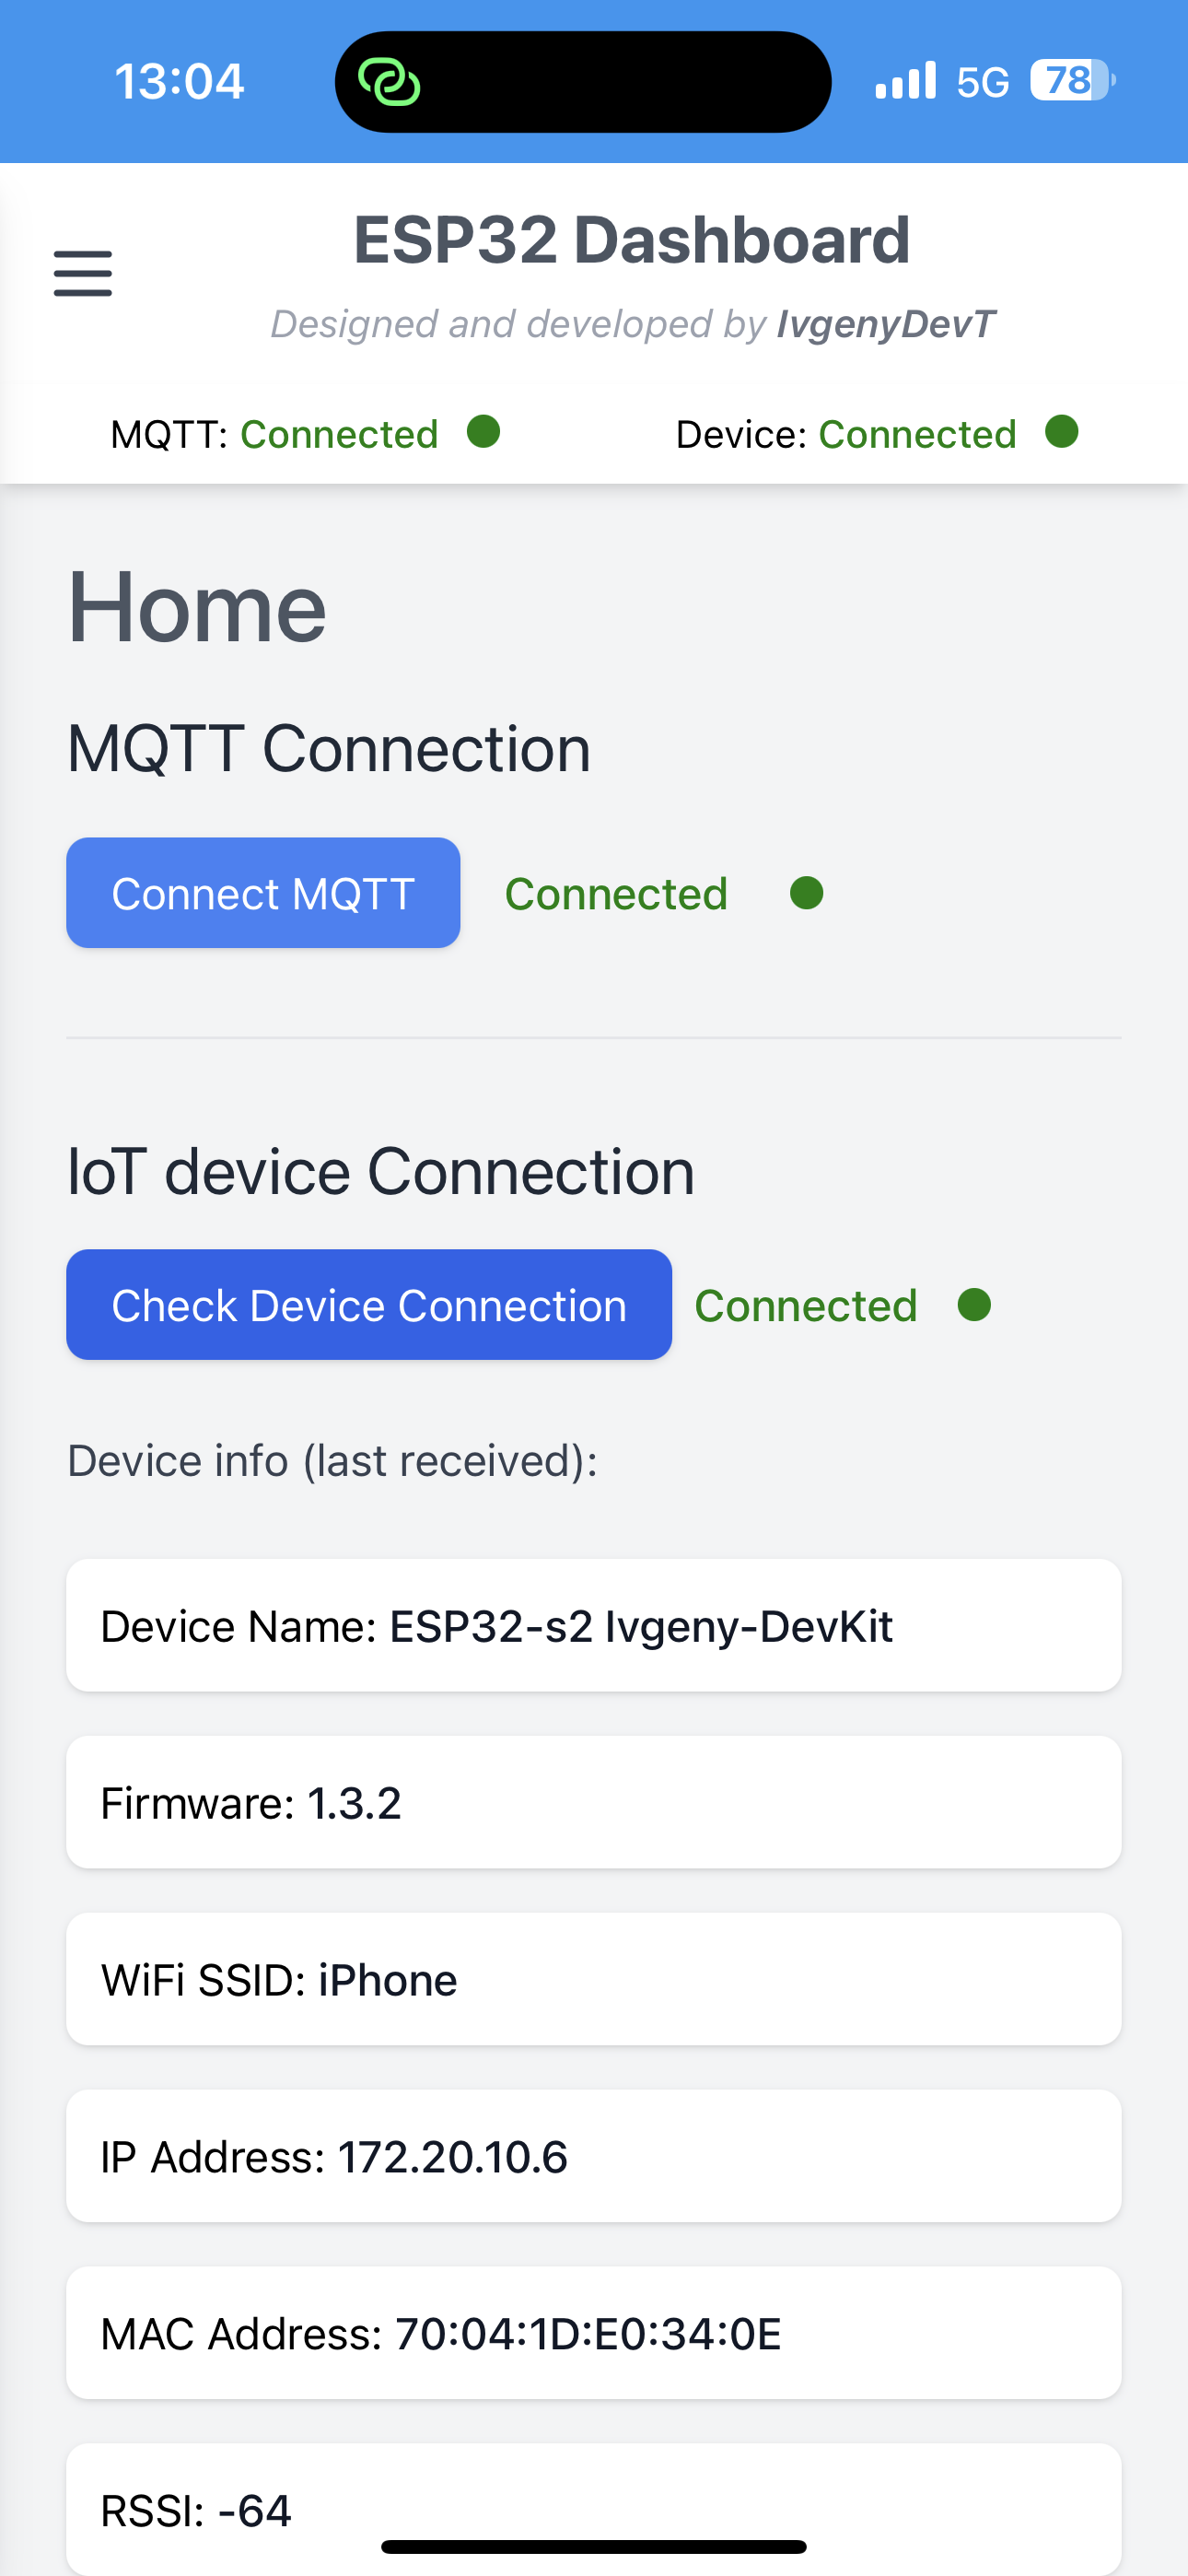 13:04 5G 78
ESP32 Dashboard
Designed and developed by IvgenyDevT
MQTT: Connected Device: Connected
Home
MQTT Connection
Connect MQTT Connected
IoT device Connection
Check Device Connection Connected
Device info (last received):
Device Name: ESP32-s2 Ivgeny-DevKit
Firmware: 1.3.2
WiFi SSID: iPhone
IP Address: 172.20.10.6
MAC Address: 70:04:1D:E0:34:0E
RSSI: -64